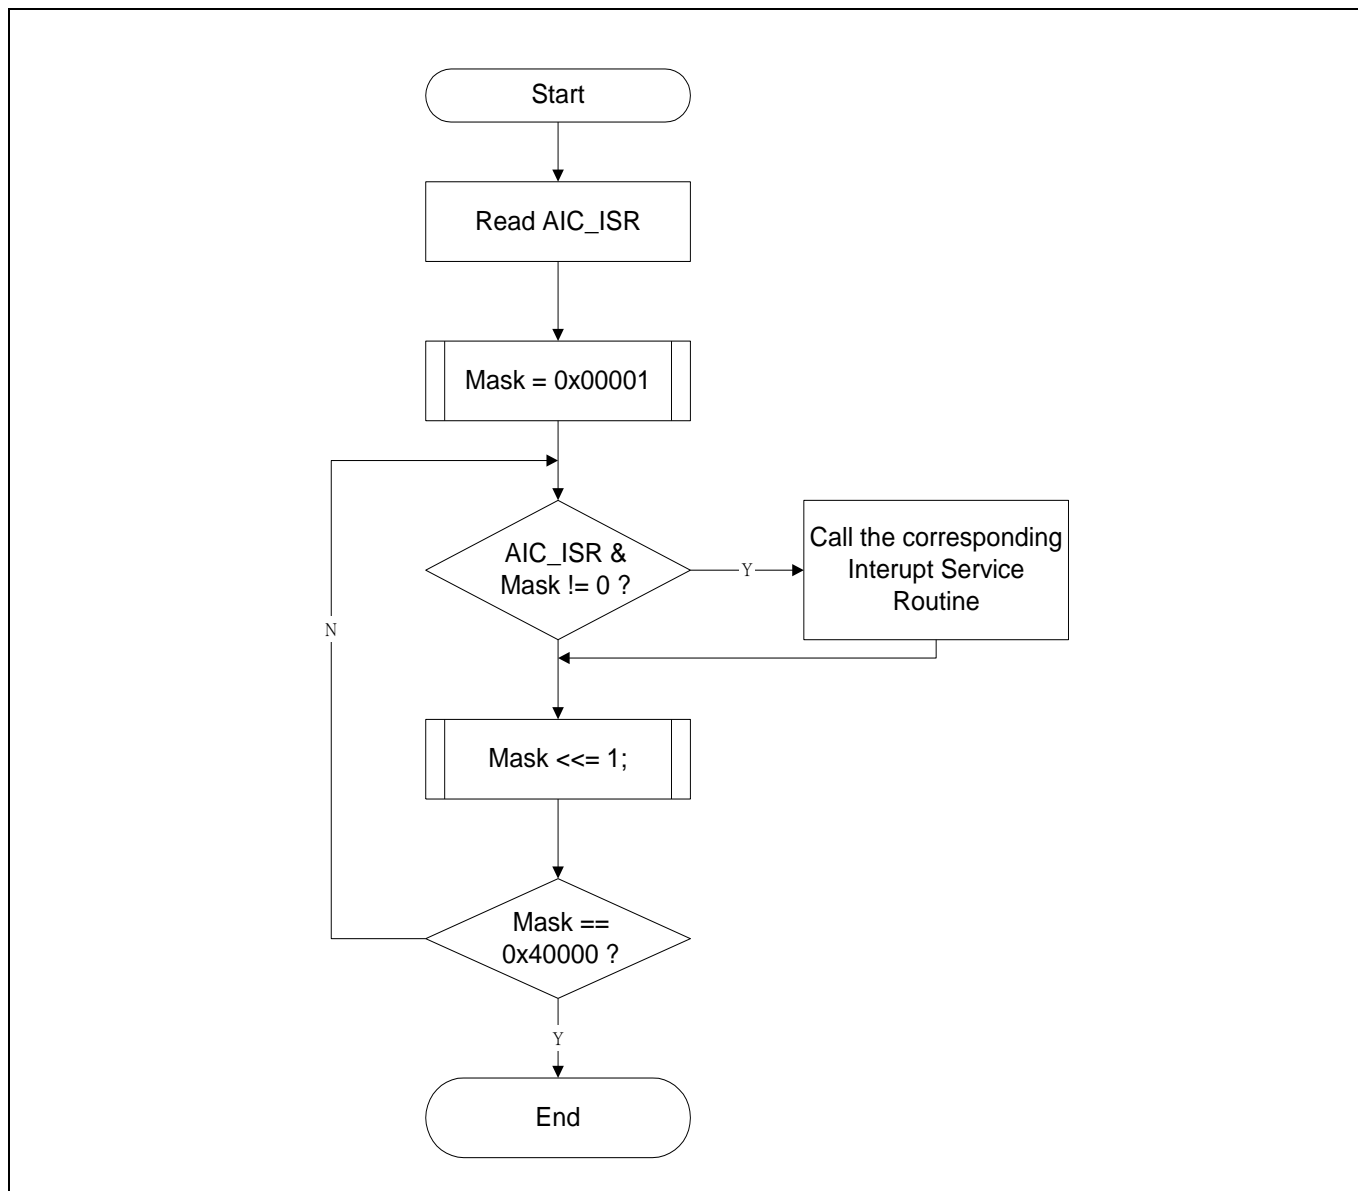 Start
Read AIC_ISR
Mask = 0x00001
AIC_ISR &
Mask != 0 ?
Y
Call the corresponding
Interupt Service
Routine
N
Mask <<= 1;
Mask ==
0x40000 ?
Y
End